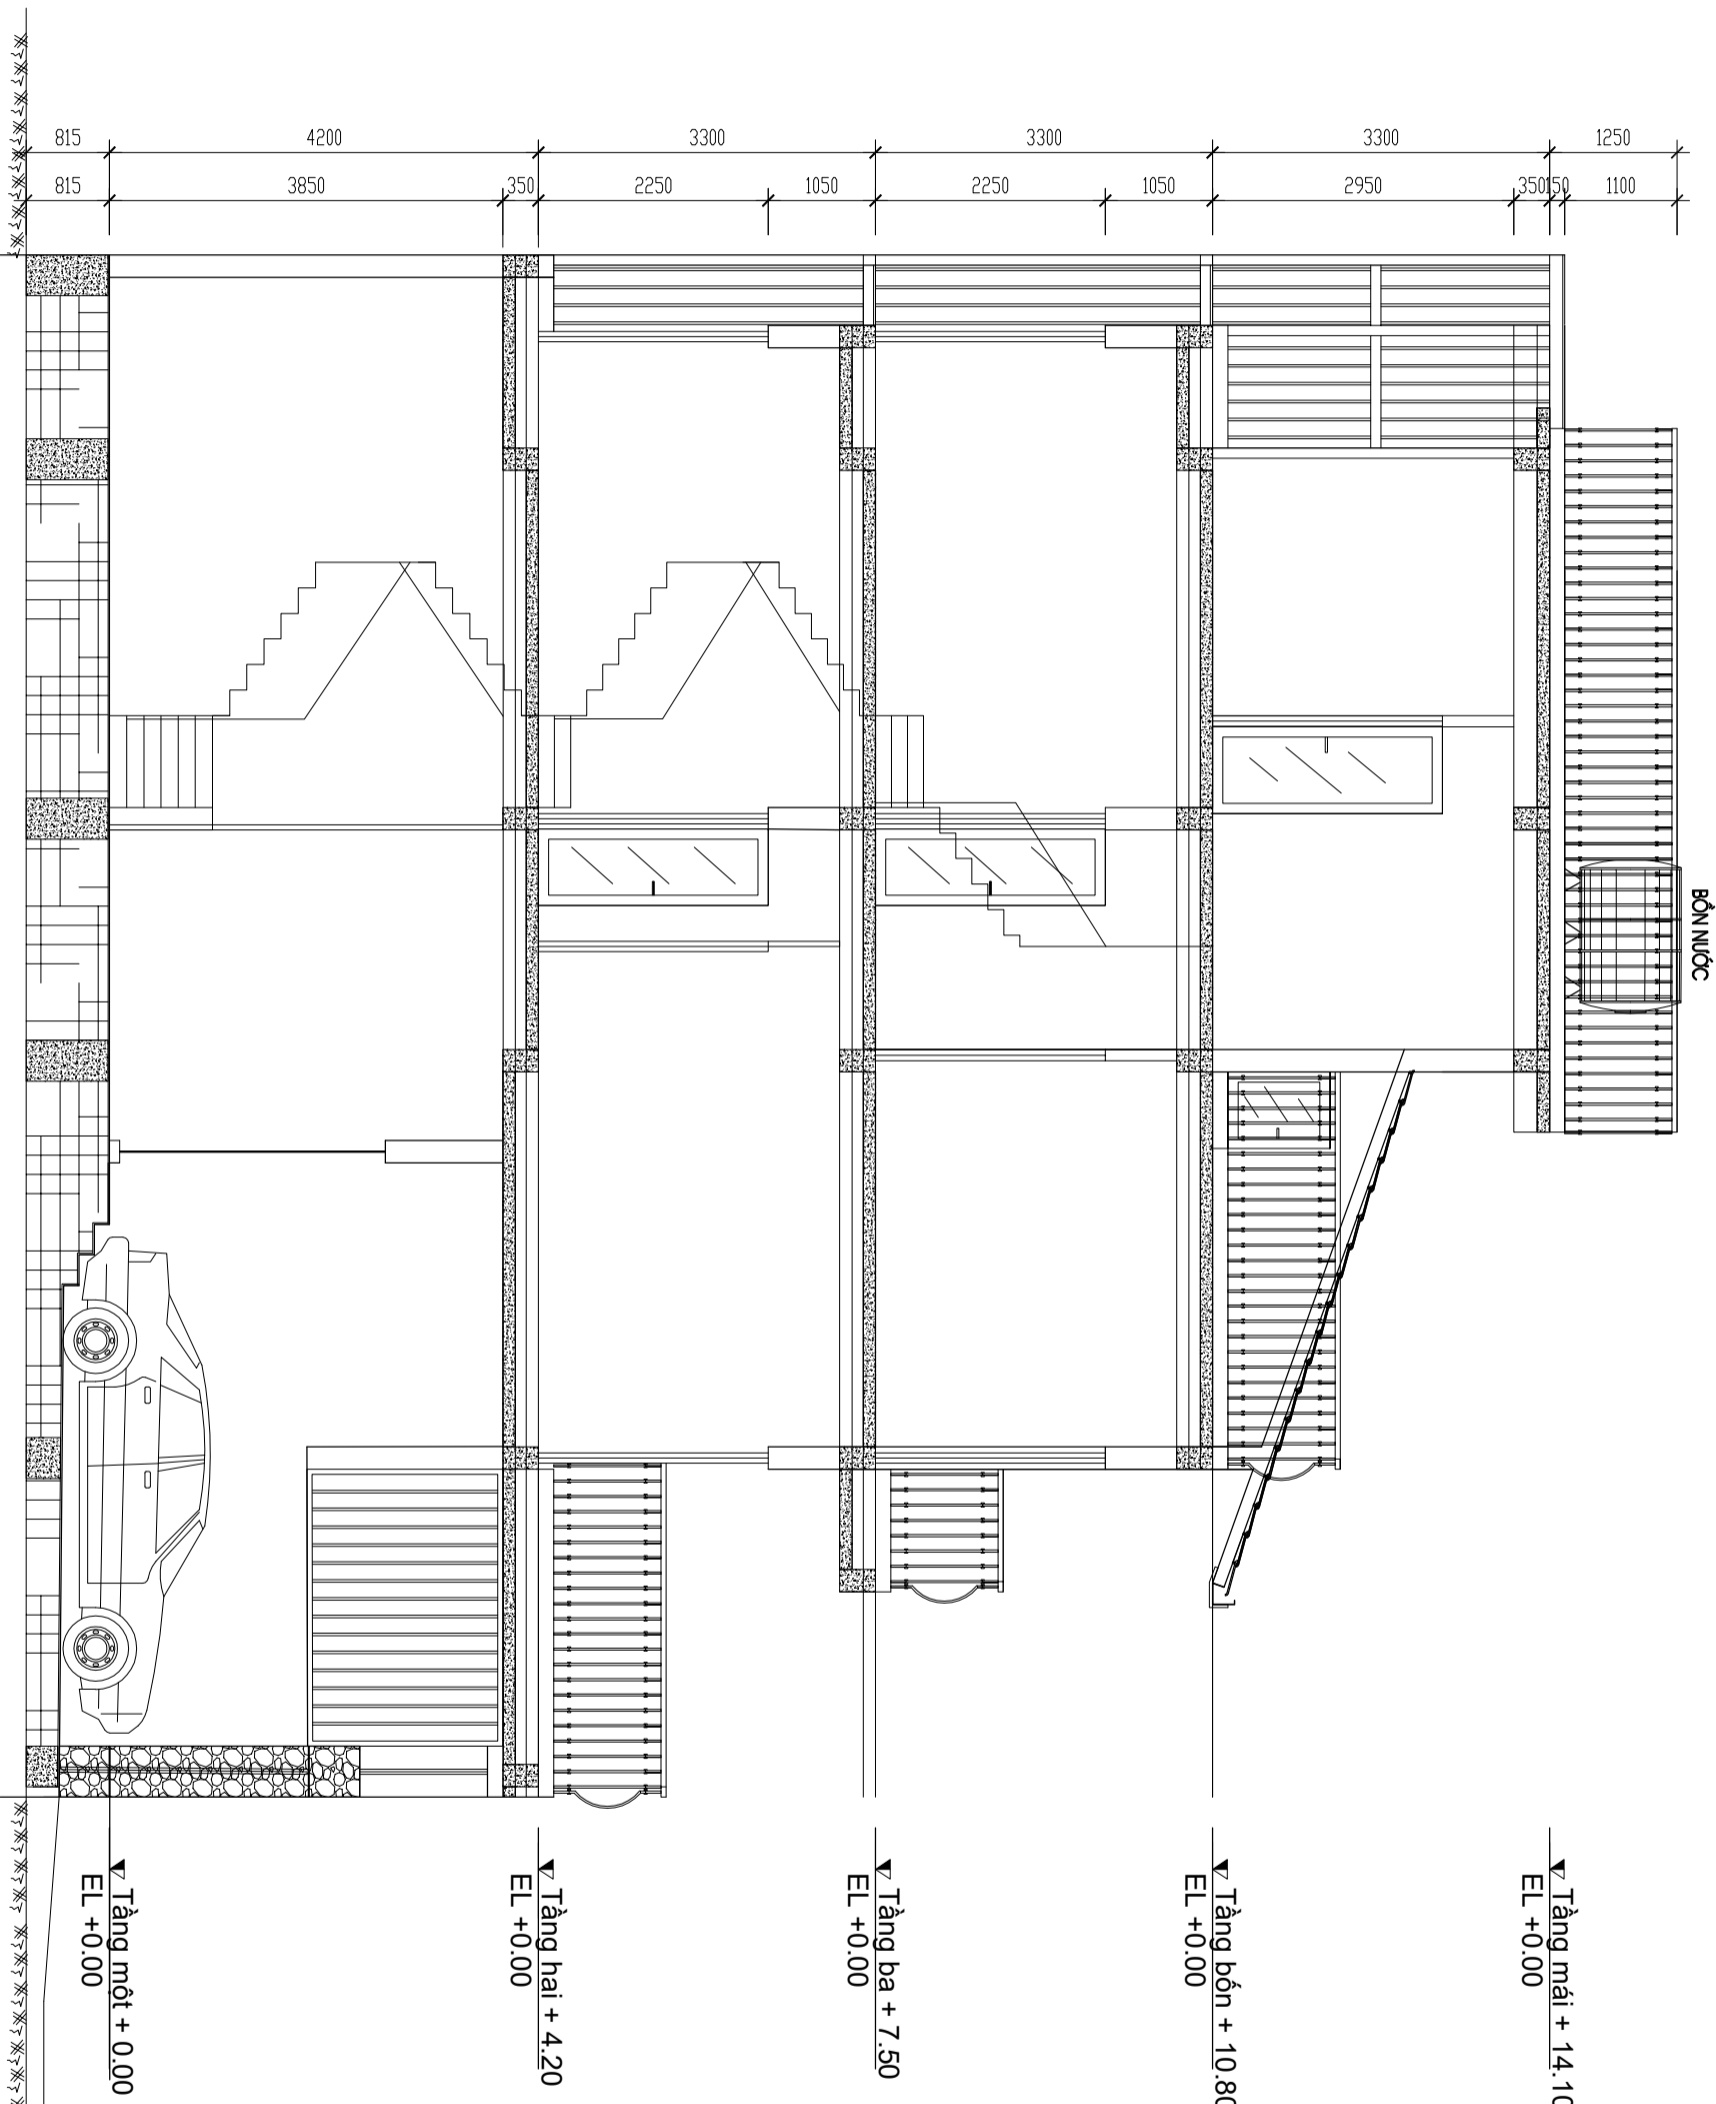 815
4200
3300
3300
3300
1250
815
3850
350
2250
1050
2250
1050
2950
350
150
1100
BỒN NƯỚC
Tầng một + 0.00
EL +0.00
Tầng hai + 4.20
EL +0.00
Tầng ba + 7.50
EL +0.00
Tầng bốn + 10.80
EL +0.00
Tầng mái + 14.10
EL +0.00